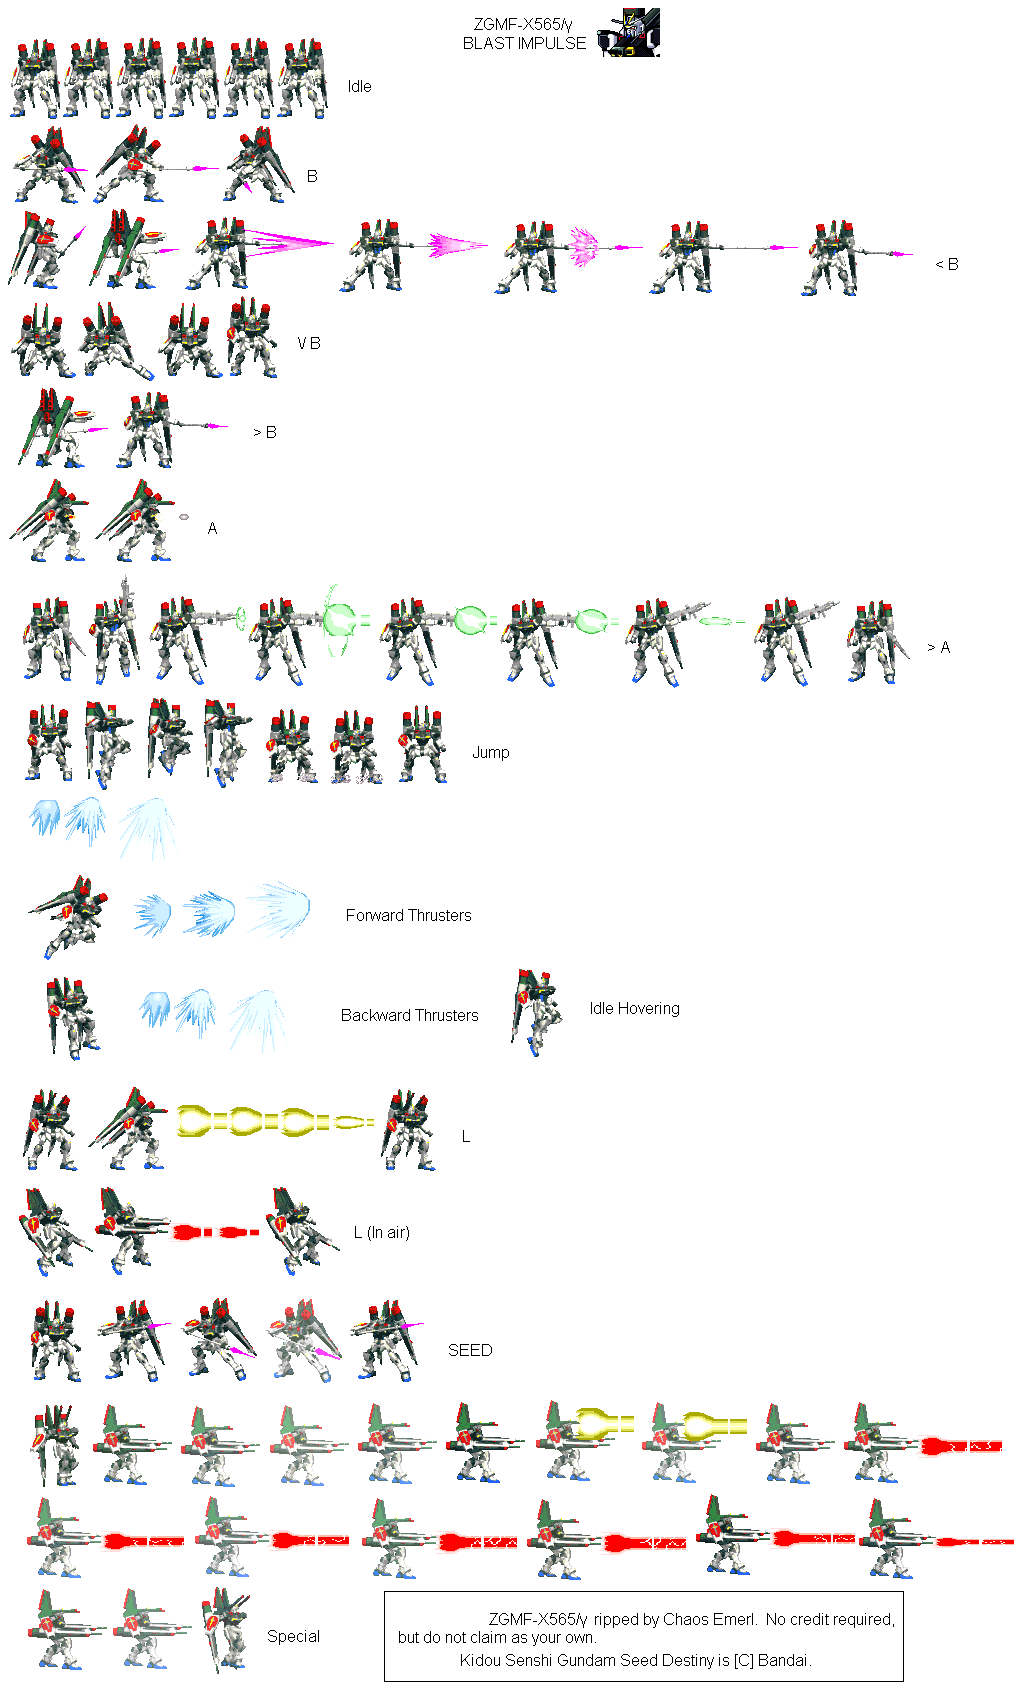 ZGMF-X565/γ
BLAST IMPULSE
Idle
B
< B
V B
> B
A
> A
Jump
Forward Thrusters
Backward Thrusters
Idle Hovering
L
L (In air)
SEED
Special
ZGMF-X565/γ ripped by Chaos Emerl. No credit required,
but do not claim as your own.
Kidou Senshi Gundam Seed Destiny is [C] Bandai.